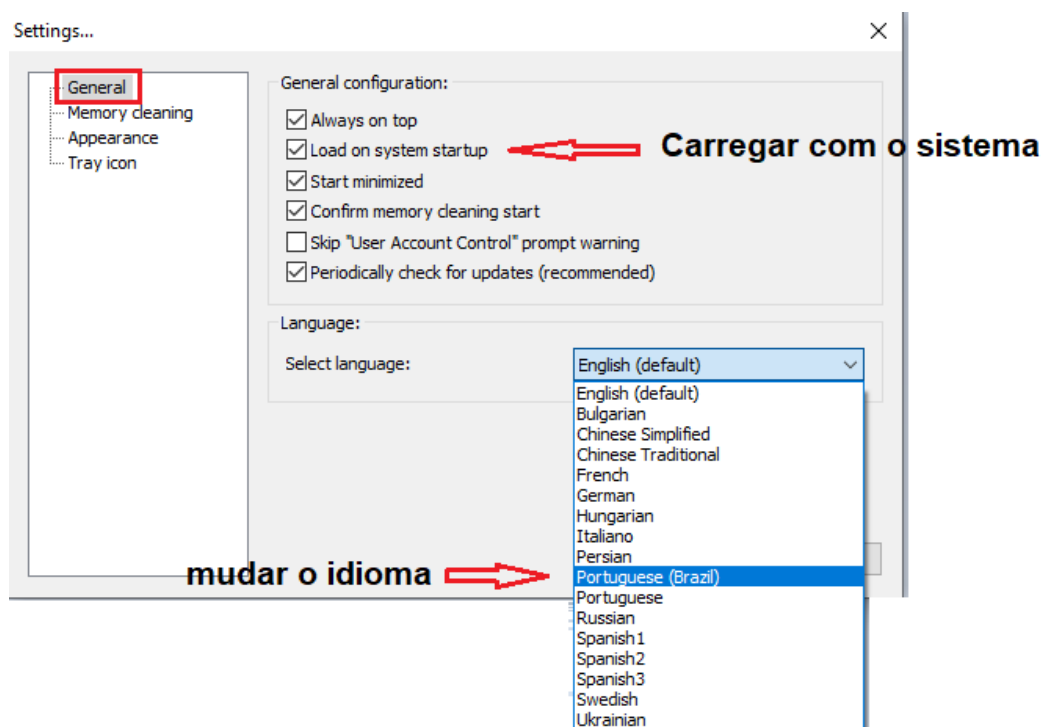 Settings...
General
Memory cleaning
Appearance
Tray icon
General configuration:
Always on top
Load on system startup
Carregar com o sistema
Start minimized
Confirm memory cleaning start
Skip "User Account Control" prompt warning
Periodically check for updates (recommended)
Language:
Select language:
English (default)
English (default)
Bulgarian
Chinese Simplified
Chinese Traditional
French
German
Hungarian
Italiano
Persian
mudar o idioma
Portuguese (Brazil)
Portuguese
Russian
Spanish1
Spanish2
Spanish3
Swedish
Ukrainian